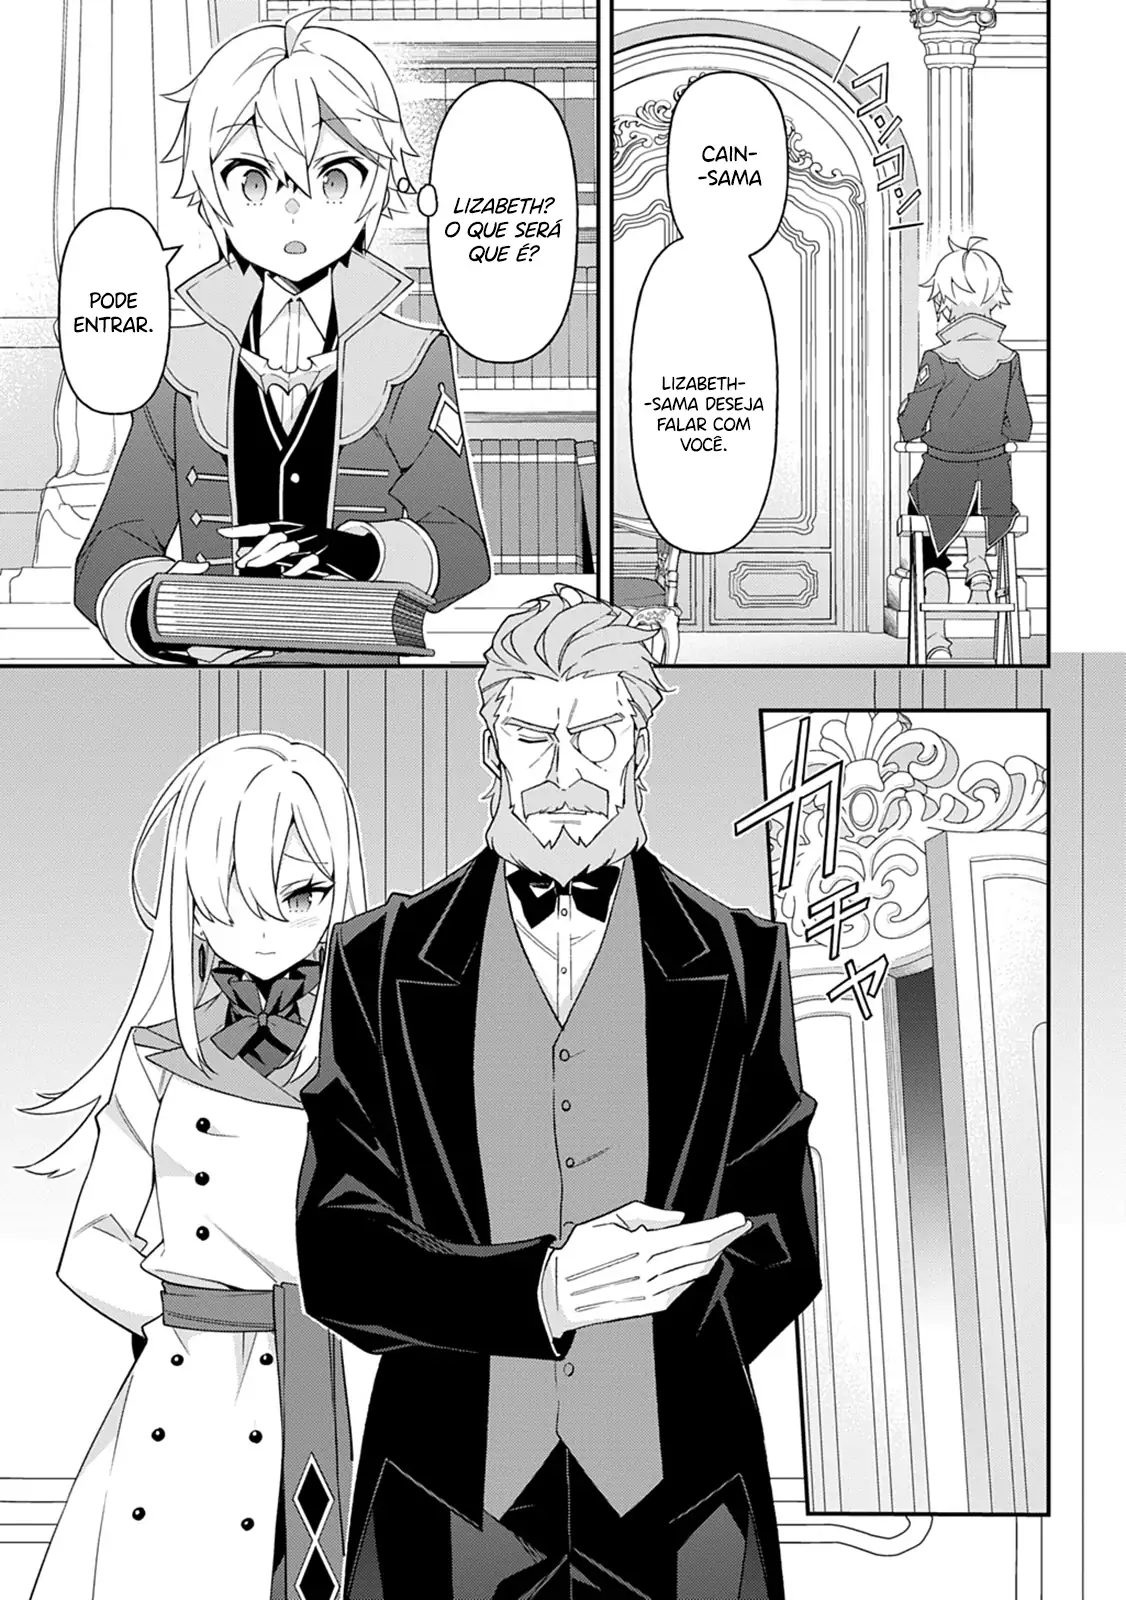 コンコン
CAIN-
-SAMA
LIZABETH-
-SAMA DESEJA
FALAR COM
VOCÊ.
LIZABETH?
O QUE SERÁ
QUE É?
PODE
ENTRAR.
ガチャ